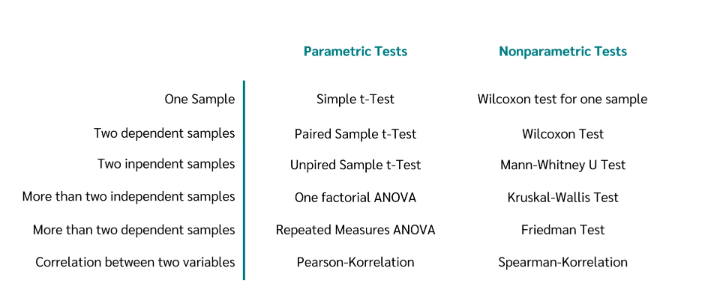 Parametric Tests Nonparametric Tests
One Sample Simple t-Test Wilcoxon test for one sample
Two dependent samples Paired Sample t-Test Wilcoxon Test
Two inpendent samples Unpired Sample t-Test Mann-Whitney U Test
More than two independent samples One factorial ANOVA Kruskal-Wallis Test
More than two dependent samples Repeated Measures ANOVA Friedman Test
Correlation between two variables Pearson-Korrelation Spearman-Korrelation